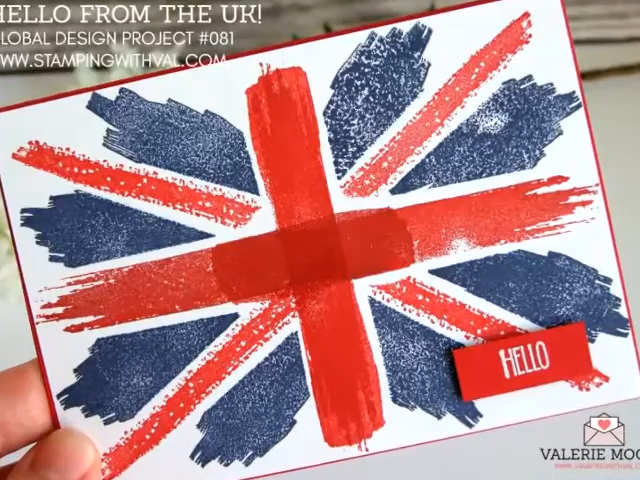 HELLO FROM THE UK!
GLOBAL DESIGN PROJECT #081
WWW.STAMPINGWITHVAL.COM
HELLO
VALERIE